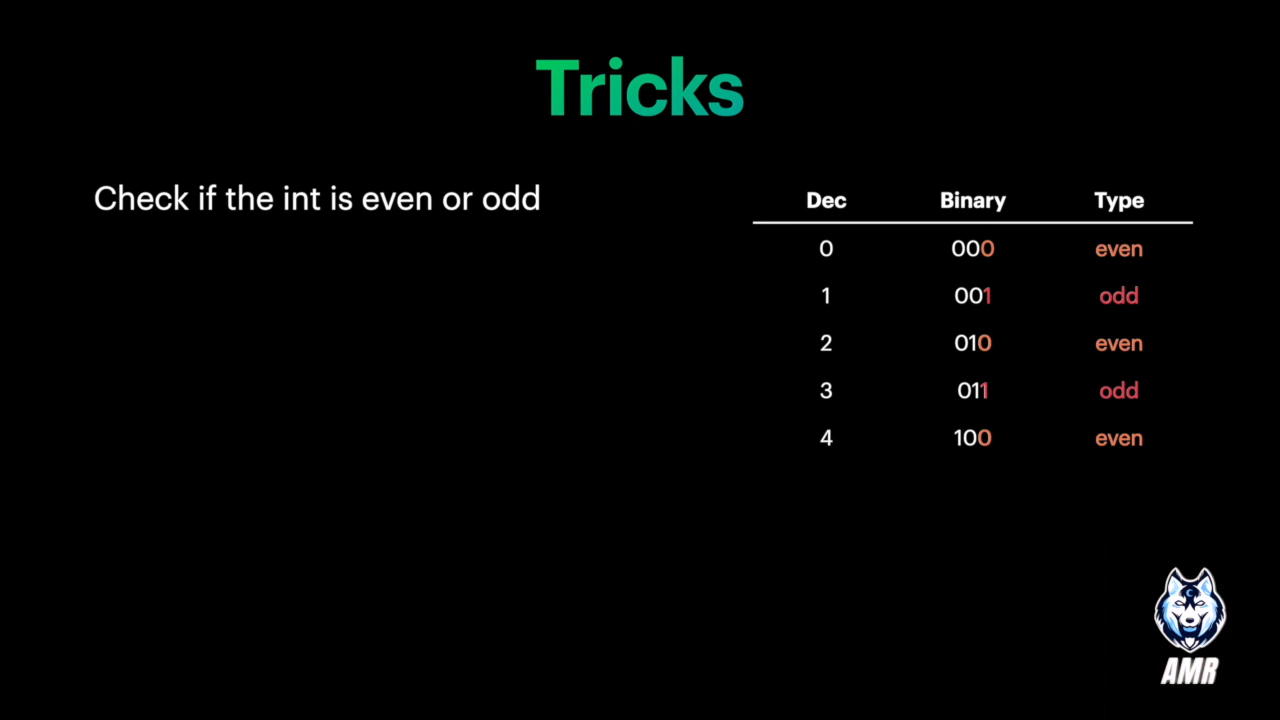 Tricks
Check if the int is even or odd
Dec Binary Type
0 000 even
1 001 odd
2 010 even
3 011 odd
4 100 even
AMR